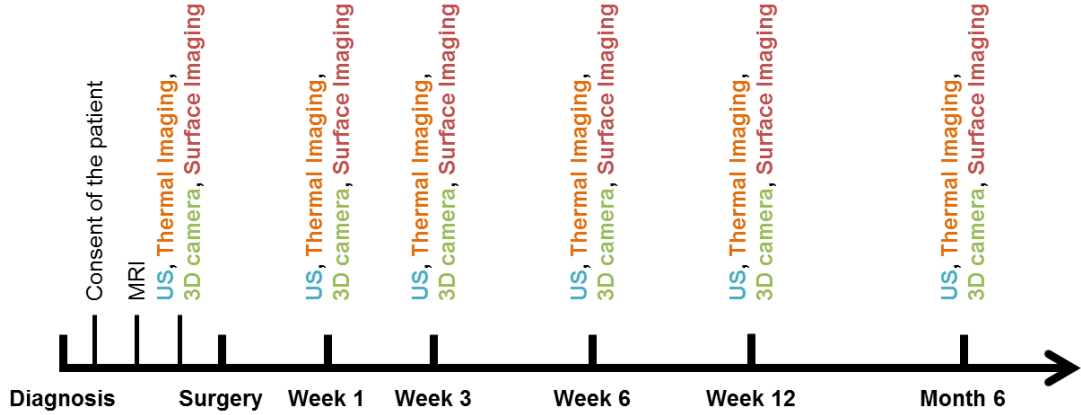 Consent of the patient
MRI
US, Thermal Imaging,
3D camera, Surface Imaging
US, Thermal Imaging,
3D camera, Surface Imaging
US, Thermal Imaging,
3D camera, Surface Imaging
US, Thermal Imaging,
3D camera, Surface Imaging
US, Thermal Imaging,
3D camera, Surface Imaging
US, Thermal Imaging,
3D camera, Surface Imaging
Diagnosis
Surgery
Week 1
Week 3
Week 6
Week 12
Month 6